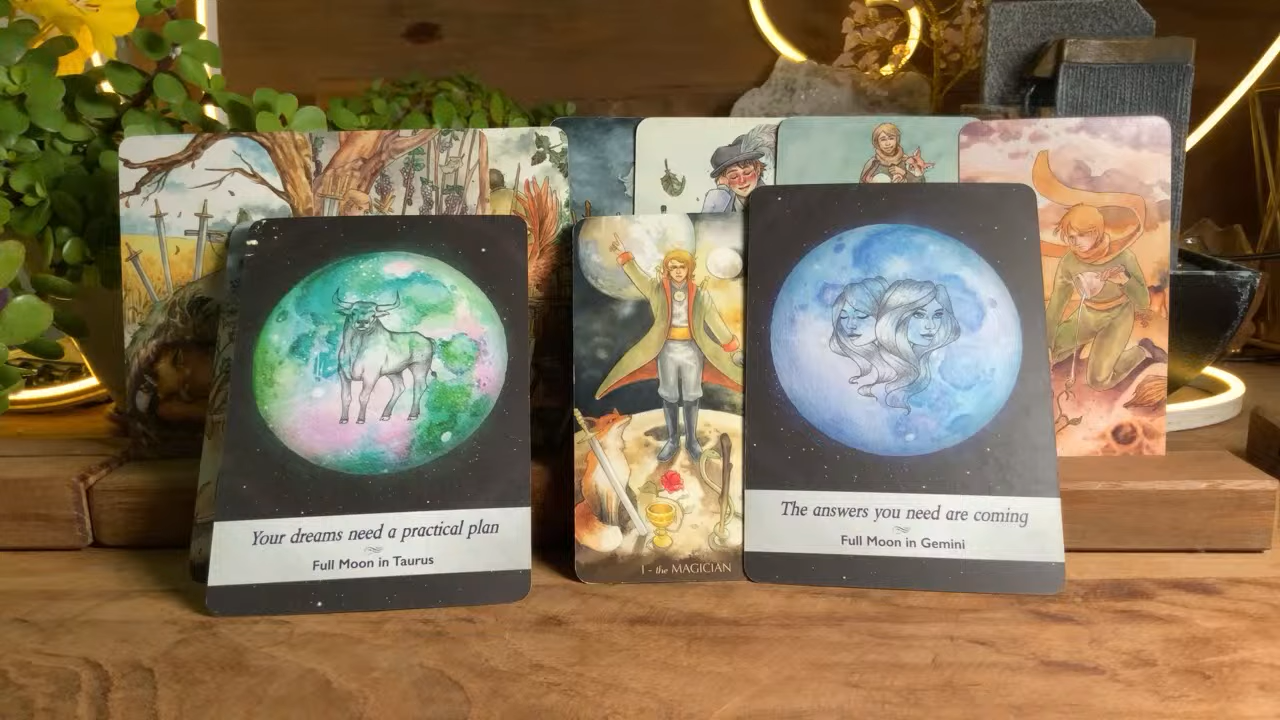 Your dreams need a practical plan
Full Moon in Taurus
I - the MAGICIAN
The answers you need are coming
Full Moon in Gemini